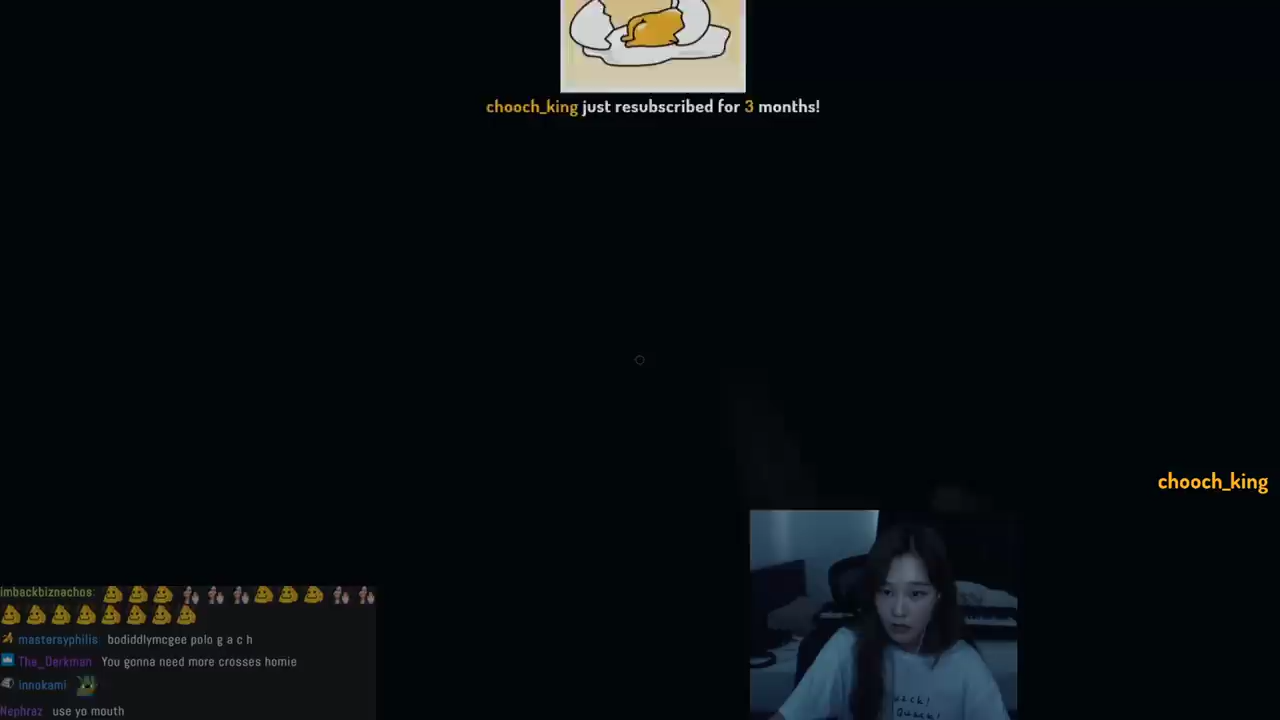 chooch_king just resubscribed for 3 months!
chooch_king
imbackbiznachos:
mastersyphilis bodiddlymcgee polo g a c h
The_Derkman You gonna need more crosses homie
innokami
Nephraz use yo mouth
Quack!